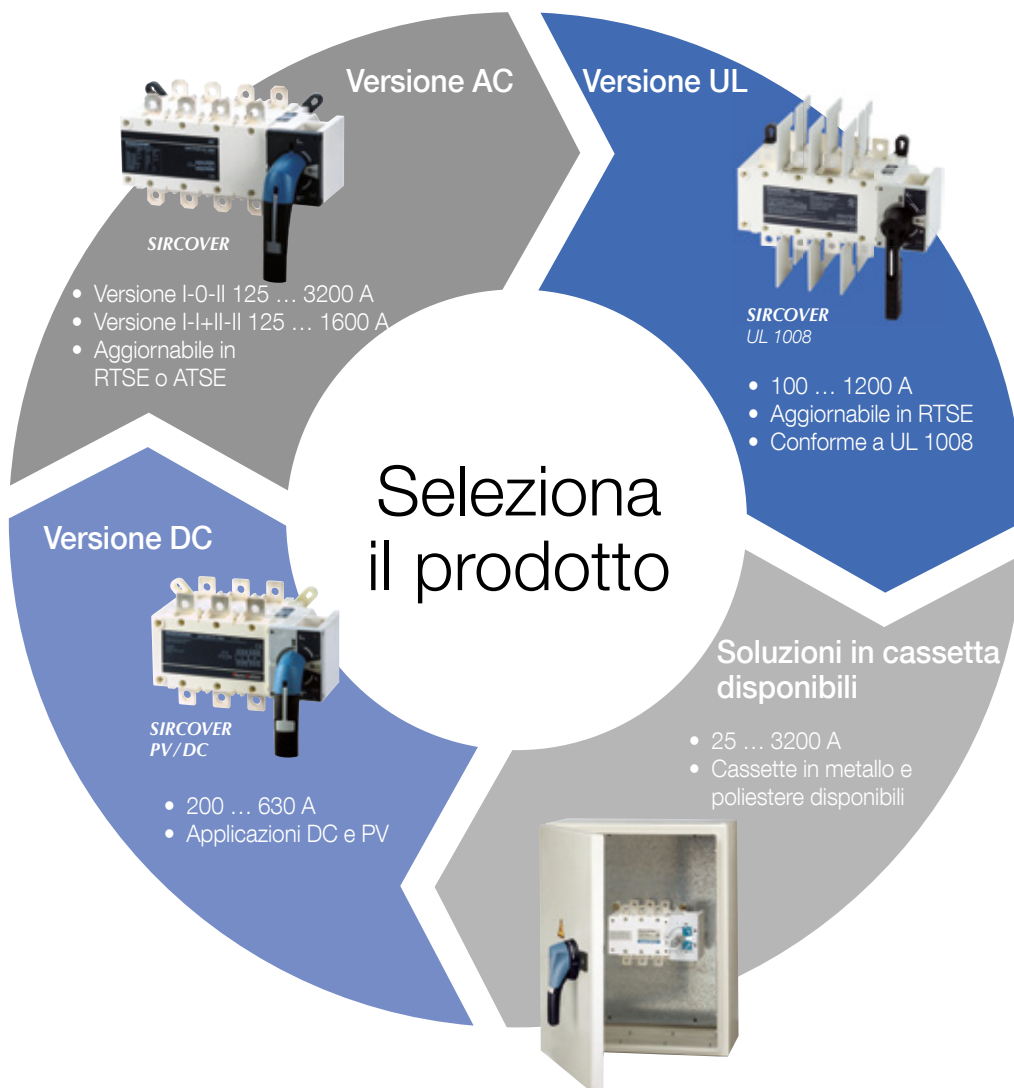 Versione AC
SIRCOVER
• Versione I-0-II 125 … 3200 A
• Versione I-I+II-II 125 … 1600 A
• Aggiornabile in
RTSE o ATSE
Versione UL
SIRCOVER
UL 1008
• 100 … 1200 A
• Aggiornabile in RTSE
• Conforme a UL 1008
Seleziona
il prodotto
Versione DC
SIRCOVER
PV/DC
• 200 … 630 A
• Applicazioni DC e PV
Soluzioni in cassetta
disponibili
• 25 … 3200 A
• Cassette in metallo e
poliestere disponibili